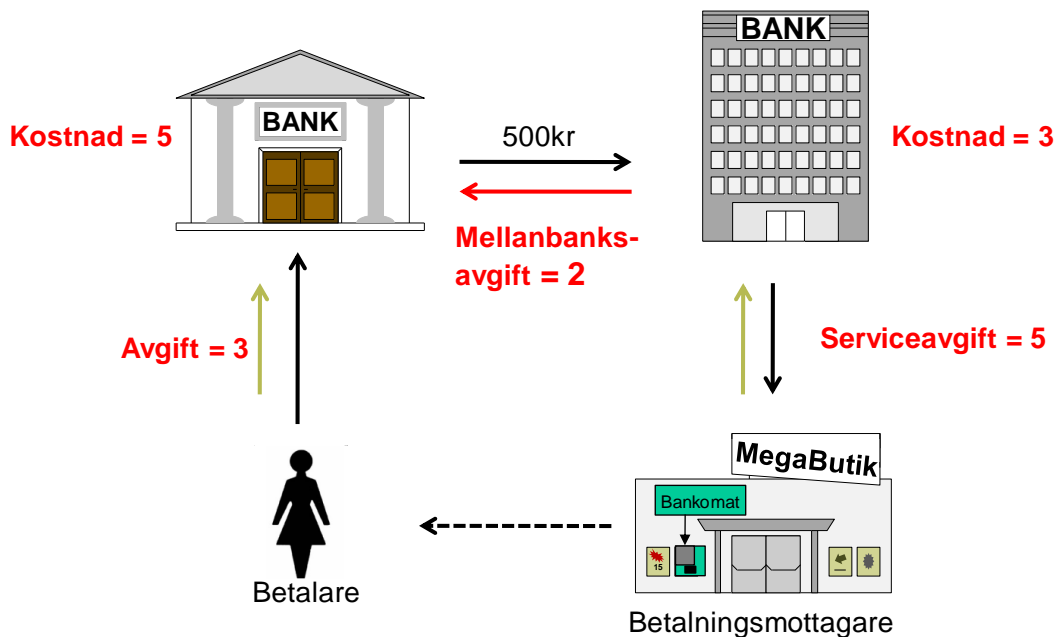 BANK
BANK
Kostnad = 5
500kr
Kostnad = 3
Mellanbanks-
avgift = 2
Avgift = 3
Serviceavgift = 5
MegaButik
Bankomat
15
Betalare
Betalningsmottagare